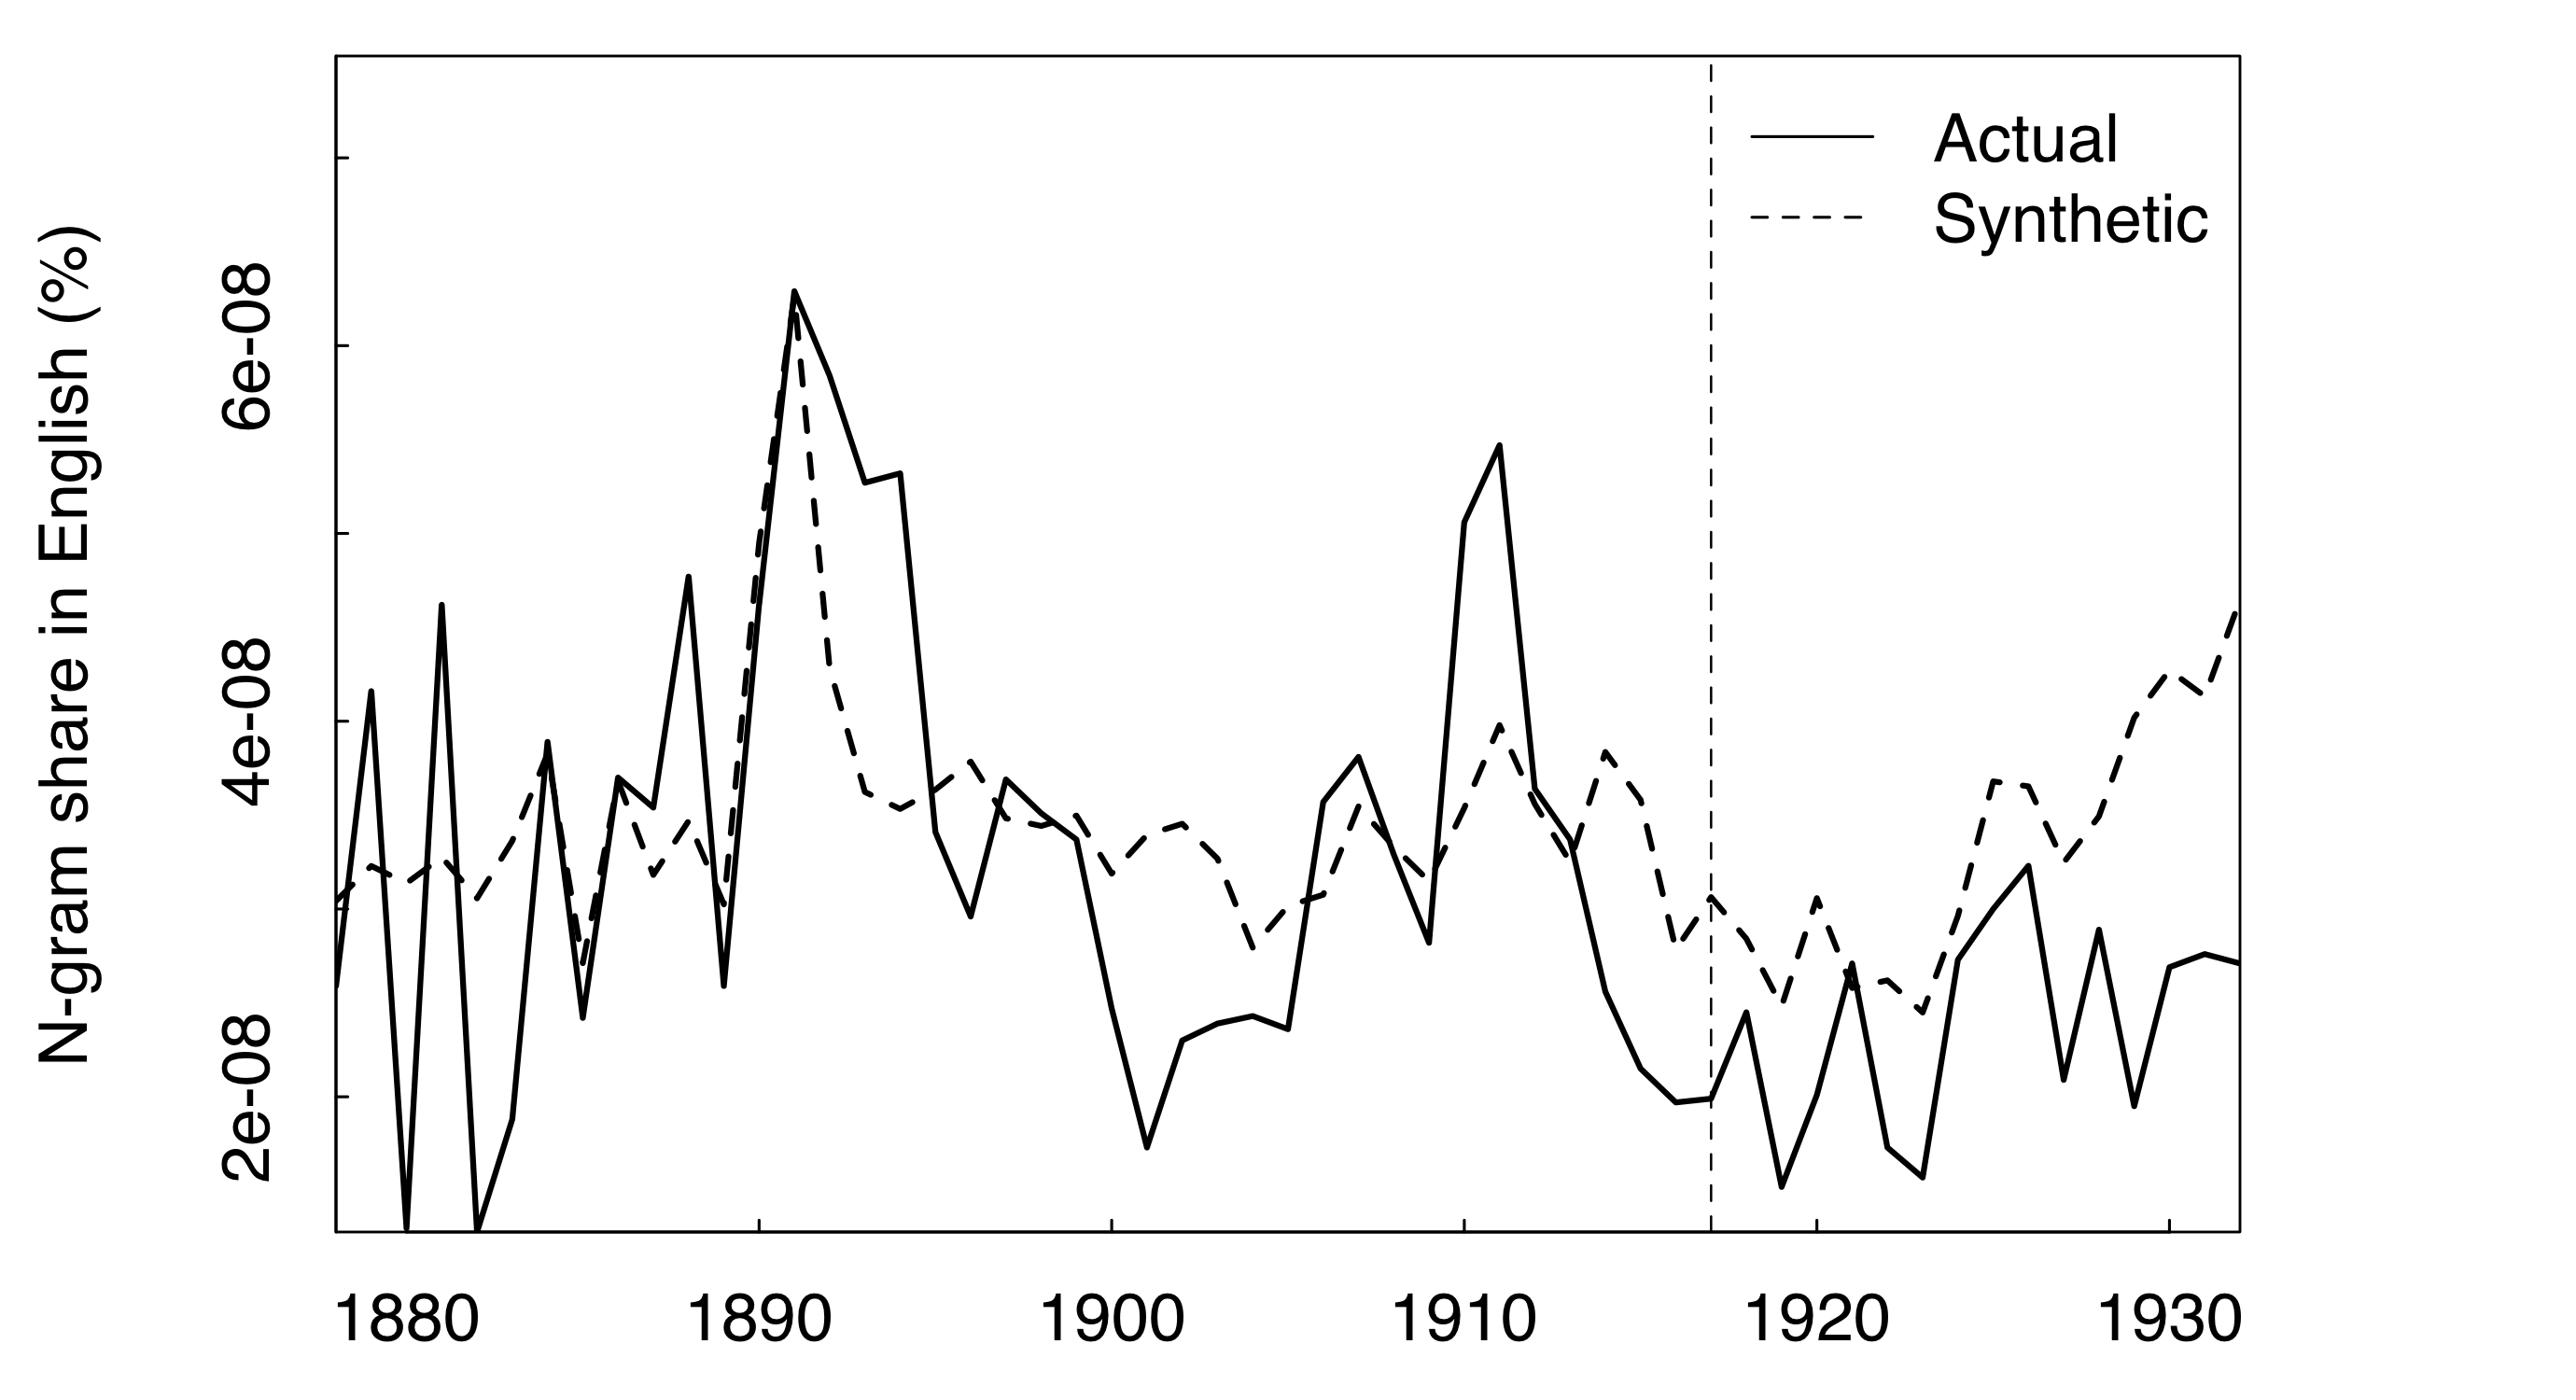 N-gram share in English (%)
6e-08
4e-08
2e-08
Actual
Synthetic
1880 1890 1900 1910 1920 1930